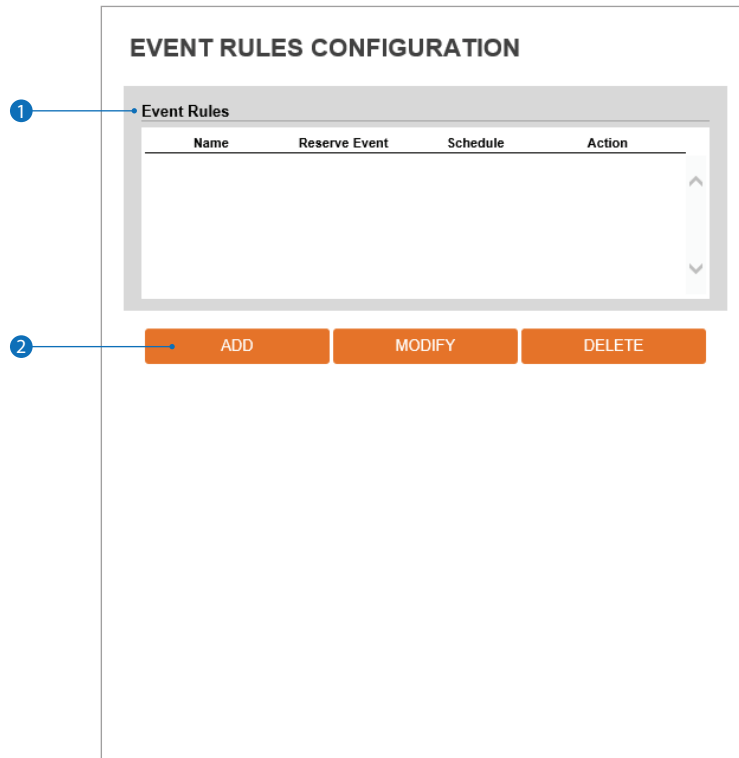 EVENT RULES CONFIGURATION
1
Event Rules
Name Reserve Event Schedule Action
2
ADD MODIFY DELETE